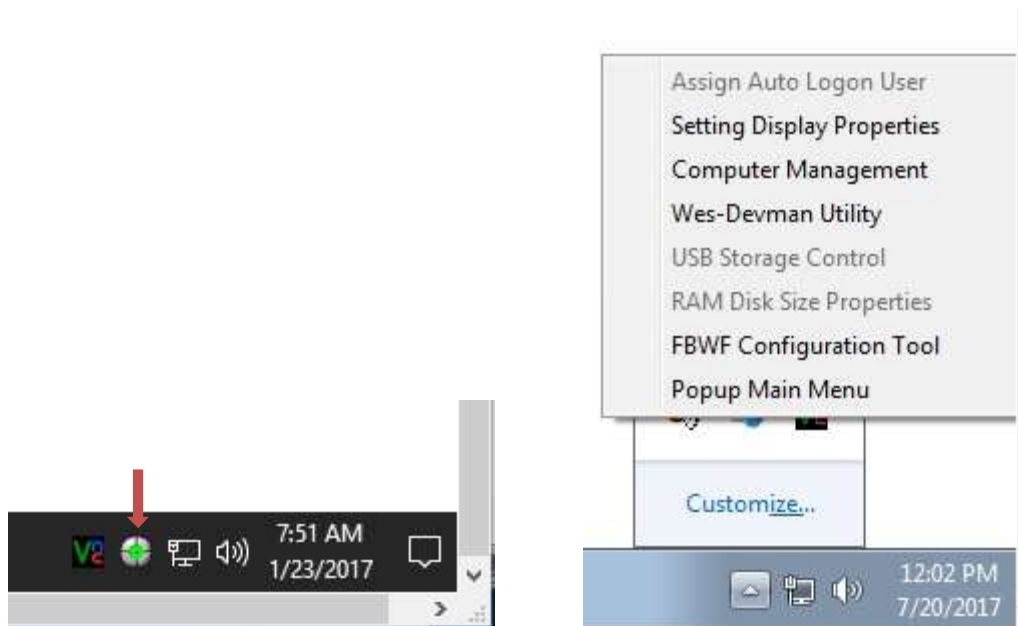 V2
7:51 AM
1/23/2017
Assign Auto Logon User
Setting Display Properties
Computer Management
Wes-Devman Utility
USB Storage Control
RAM Disk Size Properties
FBWF Configuration Tool
Popup Main Menu
Customize...
12:02 PM
7/20/2017